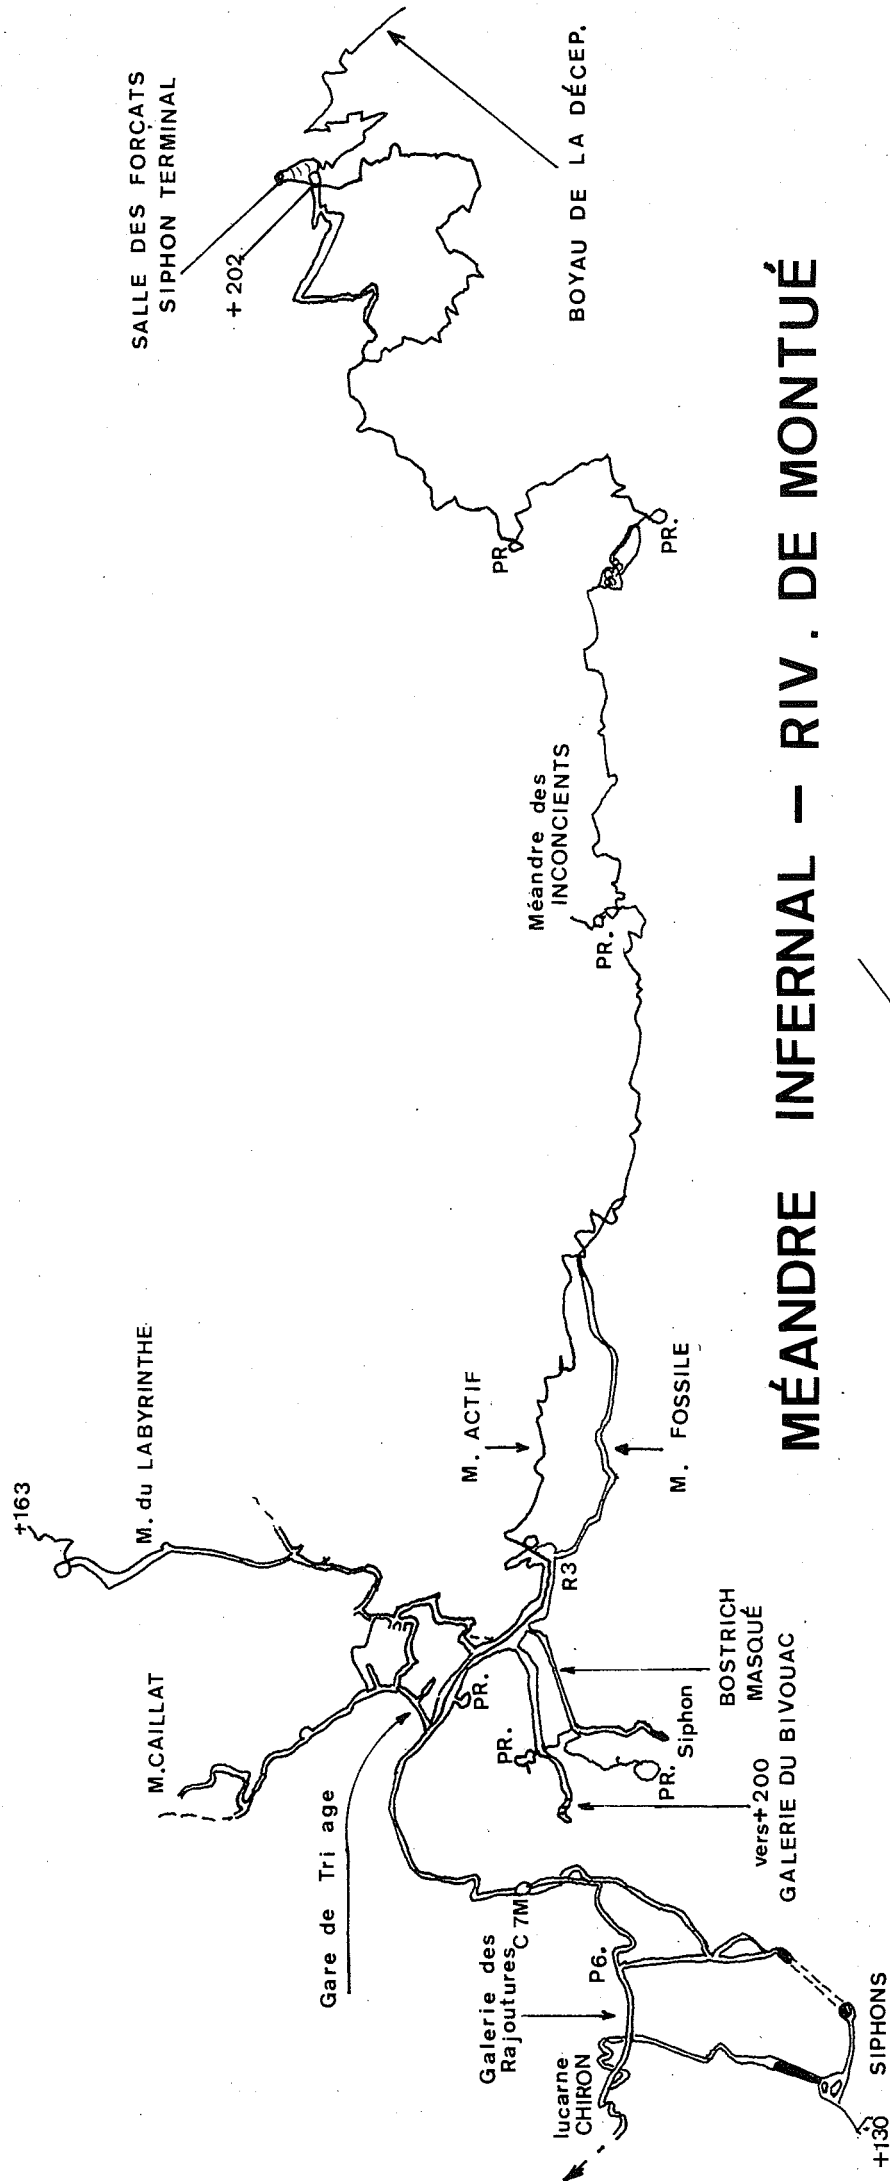 MÉANDRE INFERNAL — RIV. DE MONTUÉ
SALLE DES FORÇATS
SIPHON TERMINAL
+202
BOYAU DE LA DÉCEP.
PR.
PR.
Méandre des
INCONCIENTS
PR.
M. ACTIF
M. FOSSILE
R3
+163
M. du LABYRINTHE
M.CAILLAT
Gare de Tri age
PR.
BOSTRICH
MASQUÉ
Siphon
PR.
PR.
vers+200
GALERIE DU BIVOUAC
C 7M
Galerie des
Rajoutures
P6.
lucarne
CHIRON
SIPHONS
+130